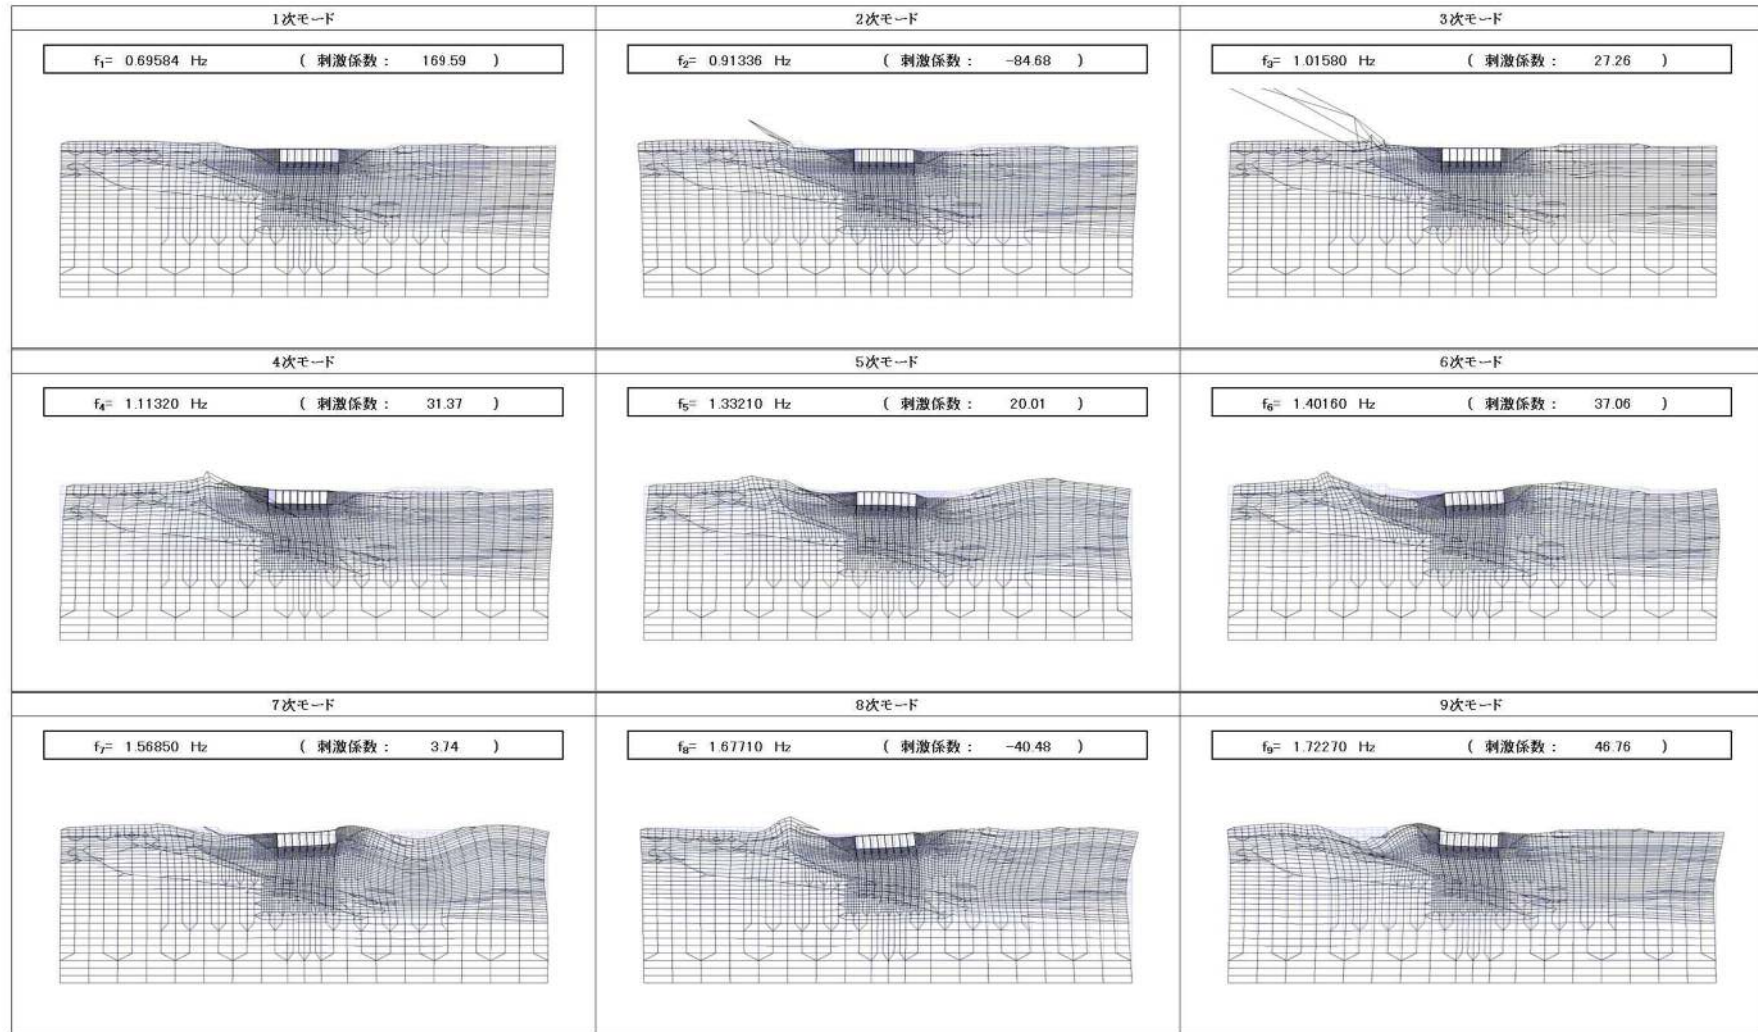 1次モード 2次モード 3次モード
f₁= 0.69584 Hz ( 刺激係数 : 169.59 ) f₂= 0.91336 Hz ( 刺激係数 : -84.68 ) f₃= 1.01580 Hz ( 刺激係数 : 27.26 )
4次モード 5次モード 6次モード
f₄= 1.11320 Hz ( 刺激係数 : 31.37 ) f₅= 1.33210 Hz ( 刺激係数 : 20.01 ) f₆= 1.40160 Hz ( 刺激係数 : 37.06 )
7次モード 8次モード 9次モード
f₇= 1.56850 Hz ( 刺激係数 : 3.74 ) f₈= 1.67710 Hz ( 刺激係数 : -40.48 ) f₉= 1.72270 Hz ( 刺激係数 : 46.76 )